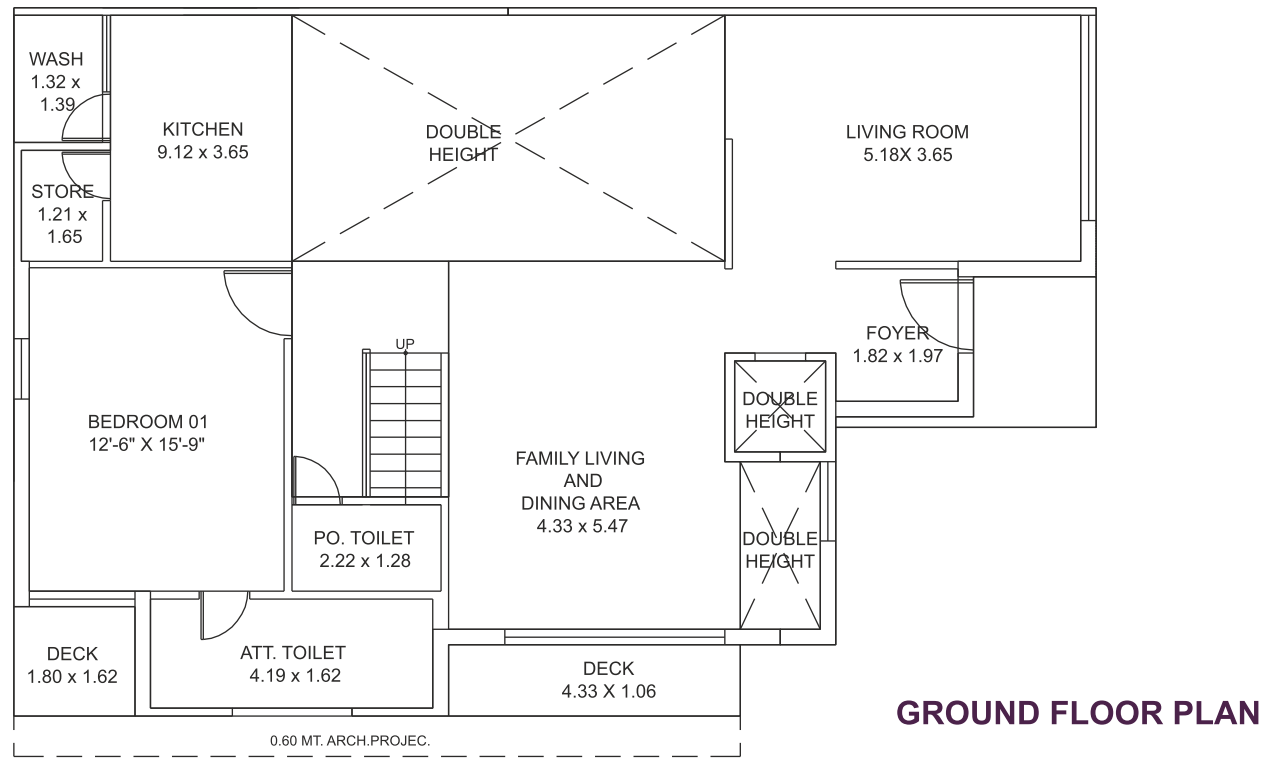 WASH
1.32 x
1.39
KITCHEN
9.12 x 3.65
DOUBLE
HEIGHT
LIVING ROOM
5.18X 3.65
STORE
1.21 x
1.65
UP
FOYER
1.82 x 1.97
BEDROOM 01
12'-6" X 15'-9"
DOUBLE
HEIGHT
FAMILY LIVING
AND
DINING AREA
4.33 x 5.47
PO. TOILET
2.22 x 1.28
DOUBLE
HEIGHT
DECK
1.80 x 1.62
ATT. TOILET
4.19 x 1.62
DECK
4.33 X 1.06
GROUND FLOOR PLAN
0.60 MT. ARCH.PROJEC.